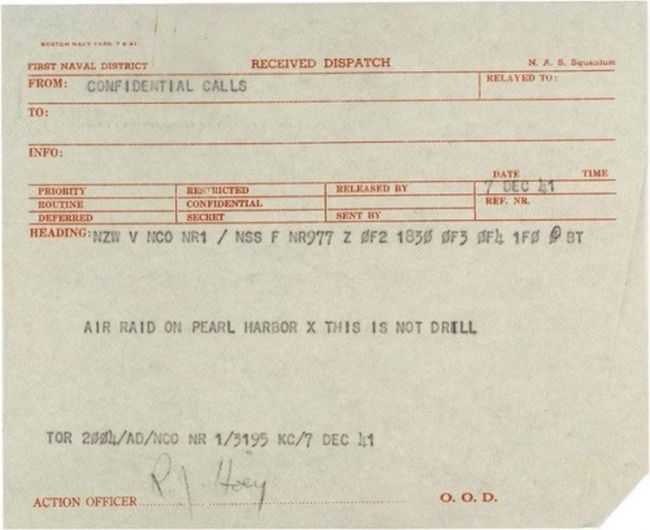 BOSTON NAVY YARD 7-8-41
FIRST NAVAL DISTRICT RECEIVED DISPATCH N. A. S. Squantum
FROM: CONFIDENTIAL CALLS RELAYED TO:
TO:
INFO:
DATE TIME
PRIORITY RESTRICTED RELEASED BY 7 DEC 41
ROUTINE CONFIDENTIAL REF. NR.
DEFERRED SECRET SENT BY
HEADING: NZW V NCO NR1 / NSS F NR977 Z ØF2 183Ø ØF3 ØF4 1FØ Ø BT
AIR RAID ON PEARL HARBOR X THIS IS NOT DRILL
TOR 2ØØ4/AD/NCO NR 1/3195 KC/7 DEC 41
R. J. Hoey
ACTION OFFICER O. O. D.